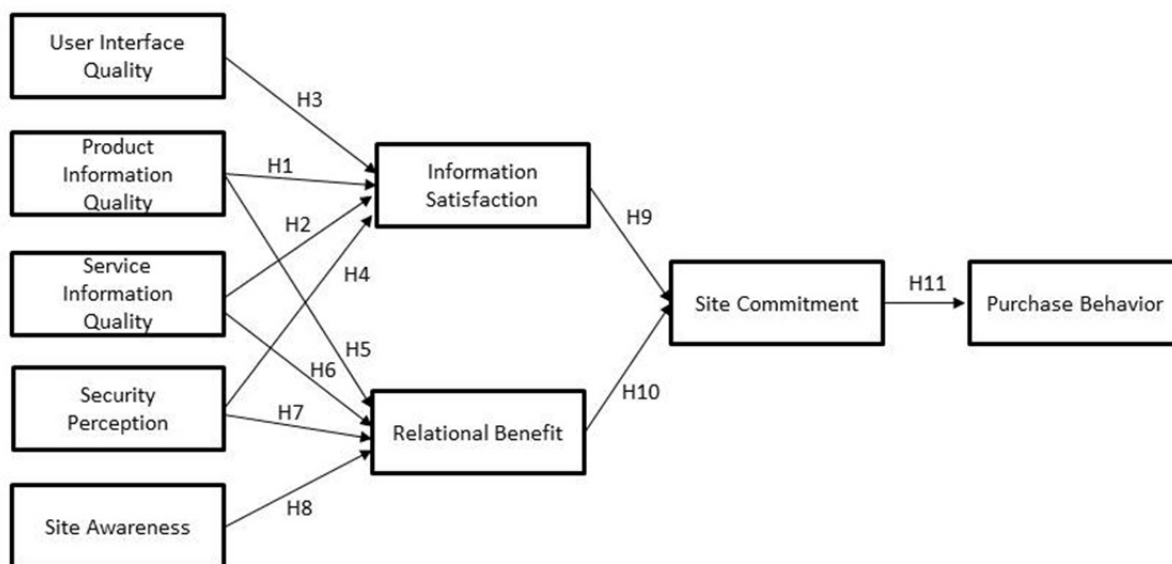 User Interface
Quality
H3
Product
Information
Quality
H1
Information
Satisfaction
H2
H9
Service
Information
Quality
H4
Site Commitment
H11
Purchase Behavior
H5
H6
H10
Security
Perception
H7
Relational Benefit
H8
Site Awareness